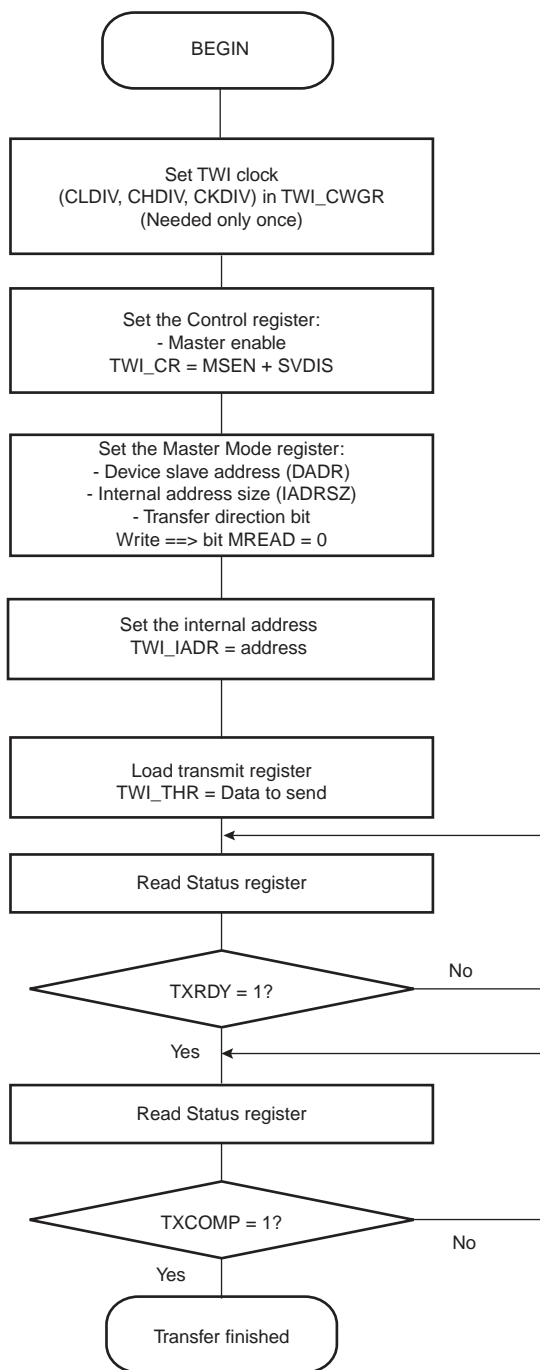 BEGIN
Set TWI clock
(CLDIV, CHDIV, CKDIV) in TWI_CWGR
(Needed only once)
Set the Control register:
- Master enable
TWI_CR = MSEN + SVDIS
Set the Master Mode register:
- Device slave address (DADR)
- Internal address size (IADRSZ)
- Transfer direction bit
Write ==> bit MREAD = 0
Set the internal address
TWI_IADR = address
Load transmit register
TWI_THR = Data to send
Read Status register
TXRDY = 1?
No
Yes
Read Status register
TXCOMP = 1?
No
Yes
Transfer finished